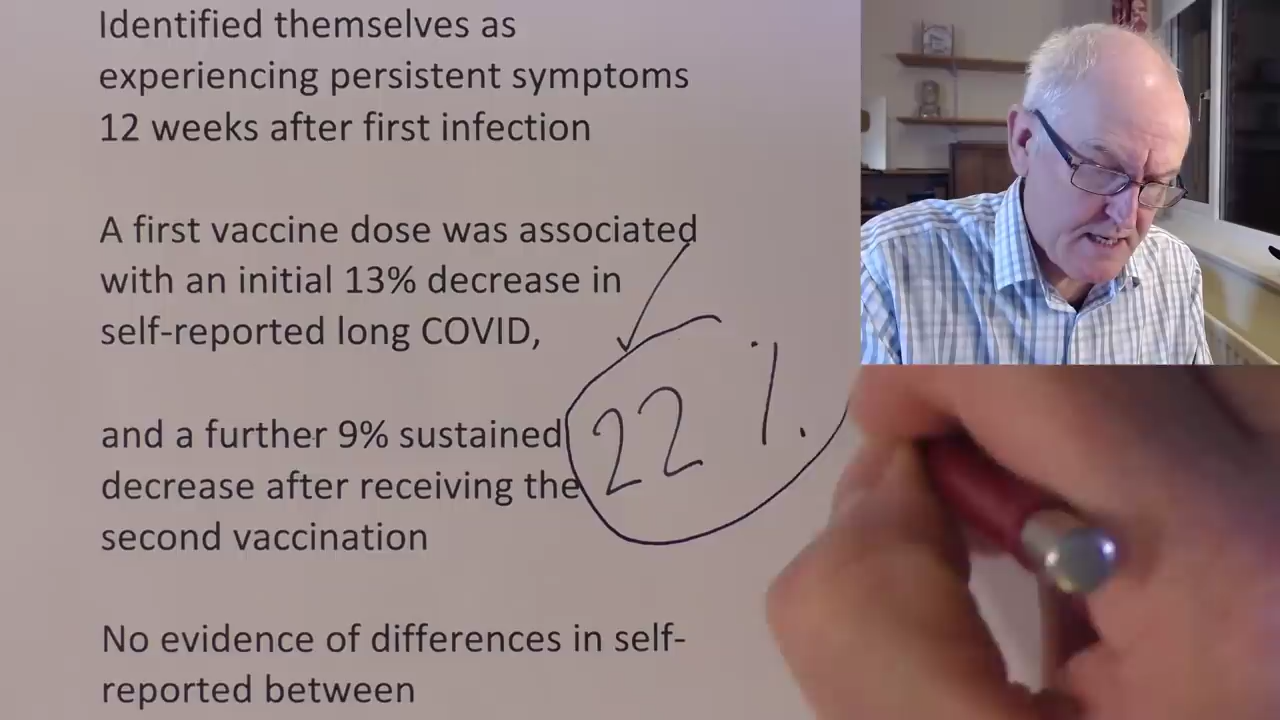 Identified themselves as
experiencing persistent symptoms
12 weeks after first infection
A first vaccine dose was associated
with an initial 13% decrease in
self-reported long COVID,
and a further 9% sustained
decrease after receiving the
second vaccination
22 %
No evidence of differences in self-
reported between